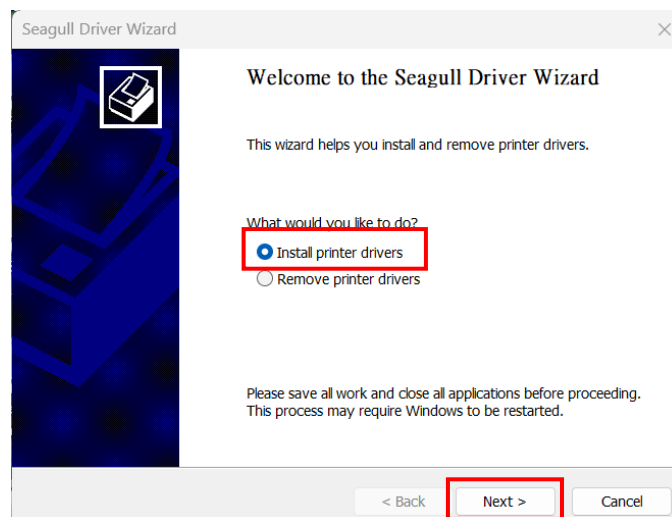 Seagull Driver Wizard
Welcome to the Seagull Driver Wizard
This wizard helps you install and remove printer drivers.
What would you like to do?
Install printer drivers
Remove printer drivers
Please save all work and close all applications before proceeding.
This process may require Windows to be restarted.
< Back
Next >
Cancel